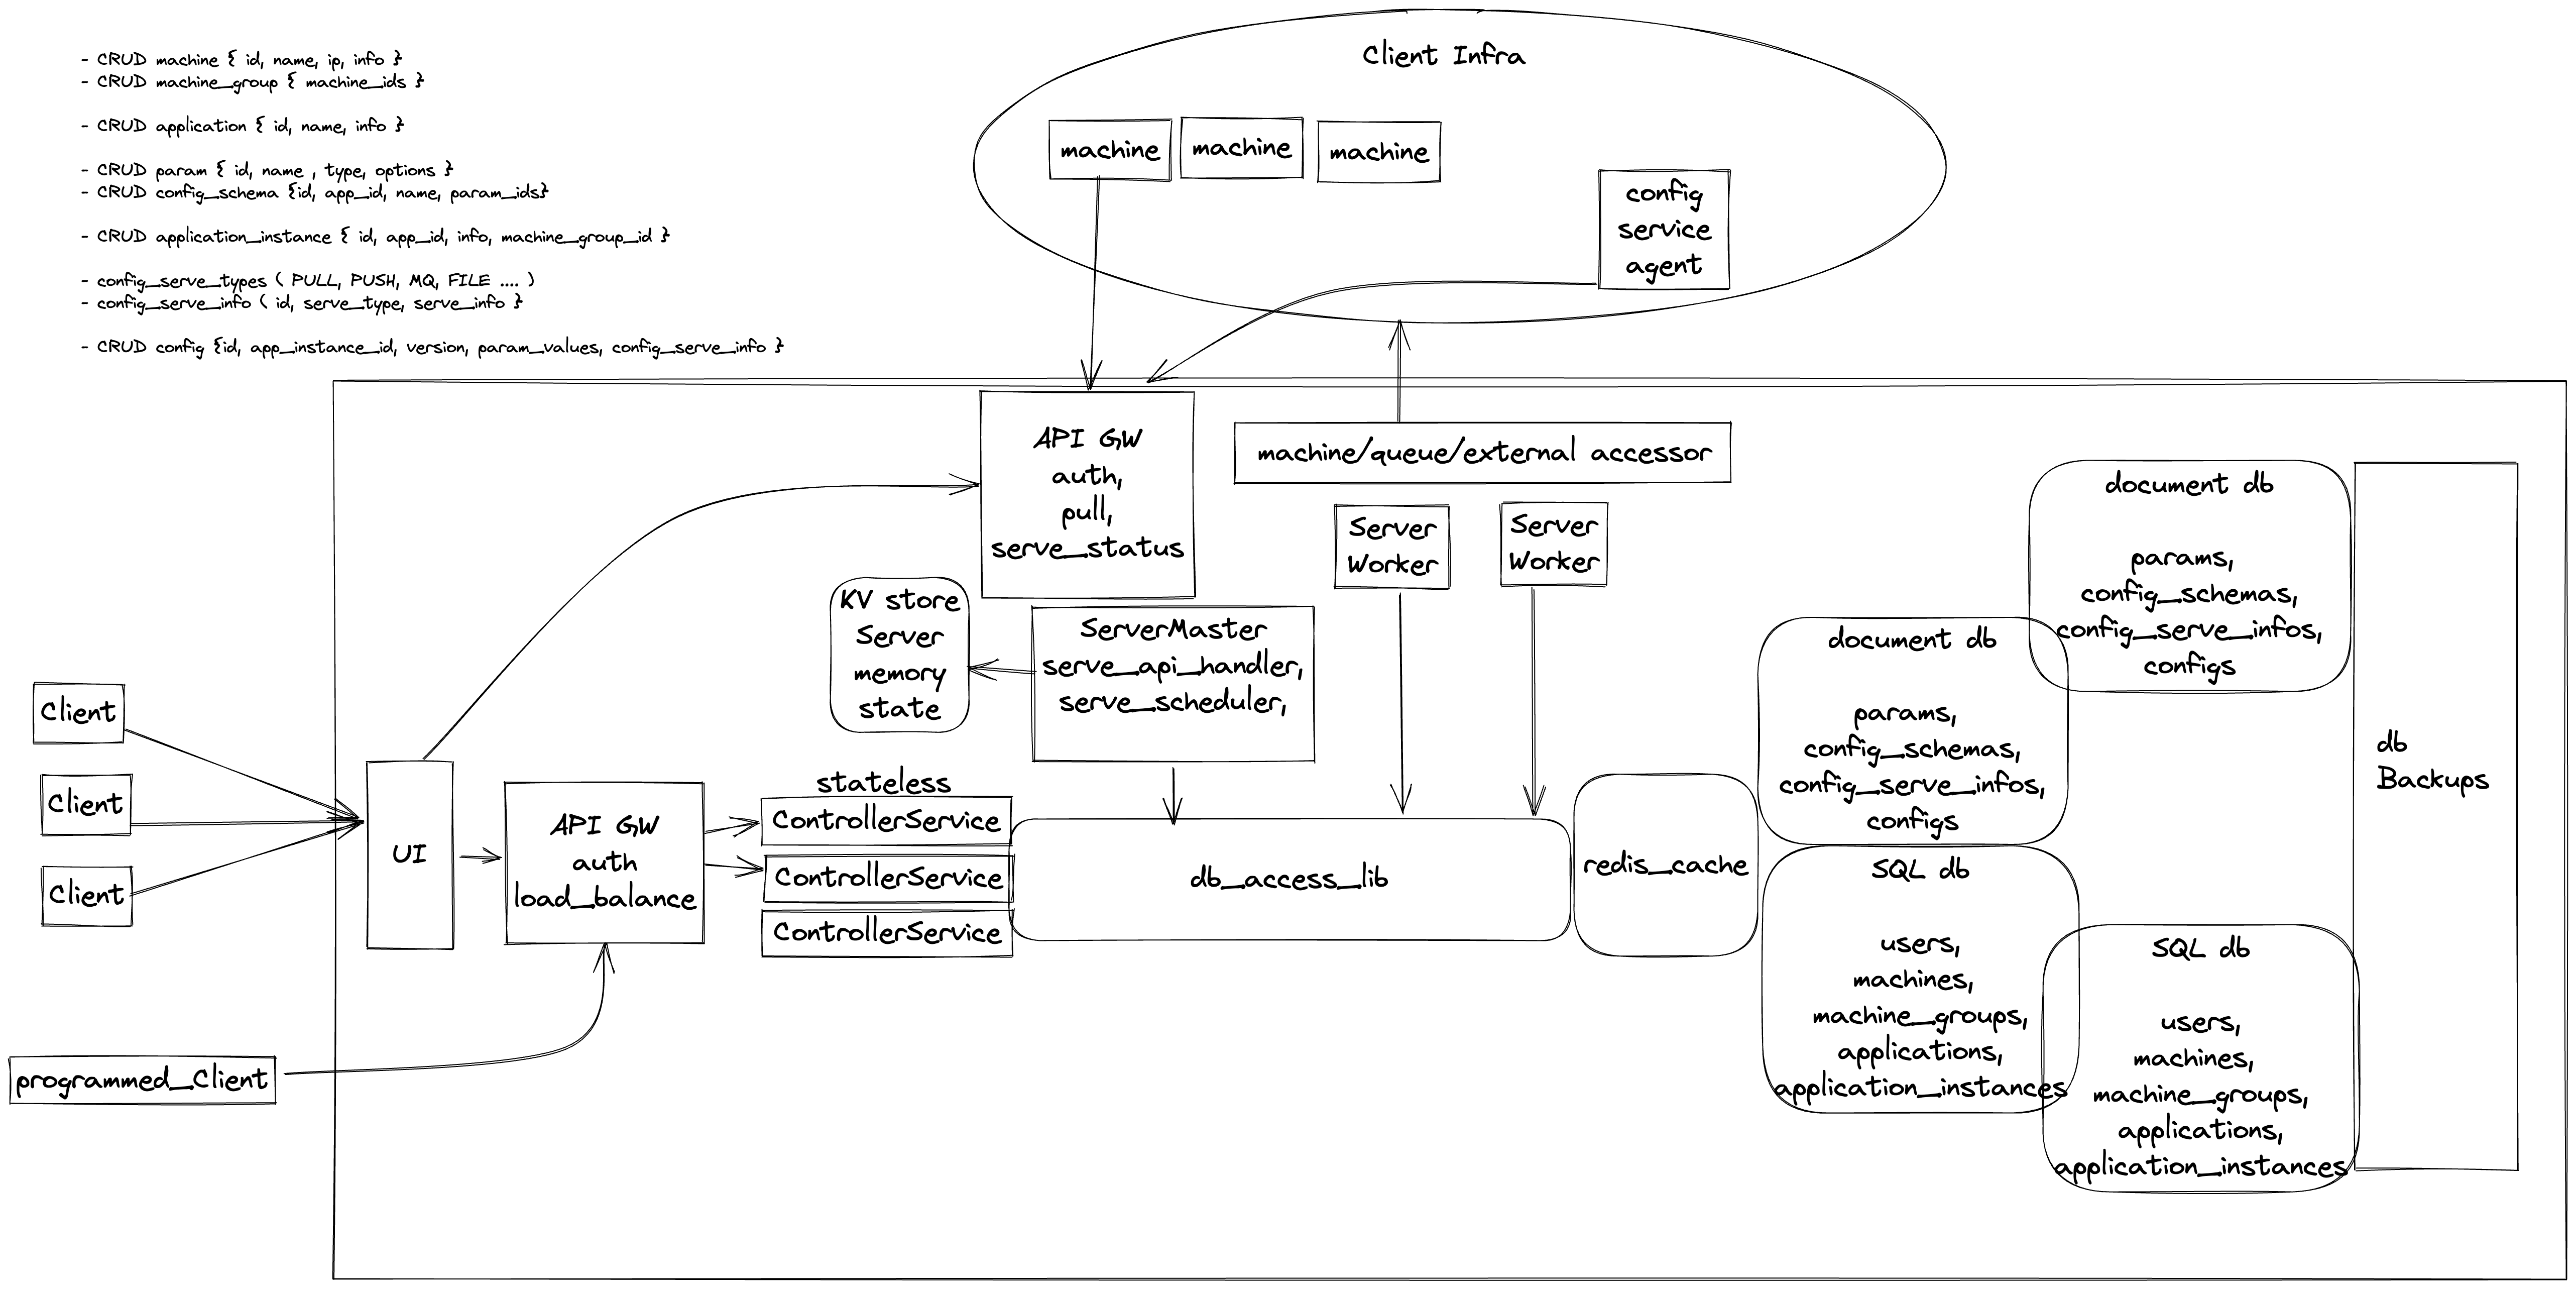 - CRUD machine { id, name, ip, info }
- CRUD machine_group { machine_ids }
- CRUD application { id, name, info }
- CRUD param { id, name , type, options }
- CRUD config_schema {id, app_id, name, param_ids}
- CRUD application_instance { id, app_id, info, machine_group_id }
- config_serve_types ( PULL, PUSH, MQ, FILE .... )
- config_serve_info ( id, serve_type, serve_info }
- CRUD config {id, app_instance_id, version, param_values, config_serve_info }
Client Infra
machine
machine
machine
config
service
agent
API GW
auth,
pull,
serve_status
machine/queue/external accessor
Server
Worker
Server
Worker
KV store
Server
memory
state
ServerMaster
serve_api_handler,
serve_scheduler,
Client
Client
Client
programmed_Client
UI
API GW
auth
load_balance
stateless
ControllerService
ControllerService
ControllerService
db_access_lib
redis_cache
document db
params,
config_schemas,
config_serve_infos,
configs
document db
params,
config_schemas,
config_serve_infos,
configs
SQL db
users,
machines,
machine_groups,
applications,
application_instances
SQL db
users,
machines,
machine_groups,
applications,
application_instances
db
Backups